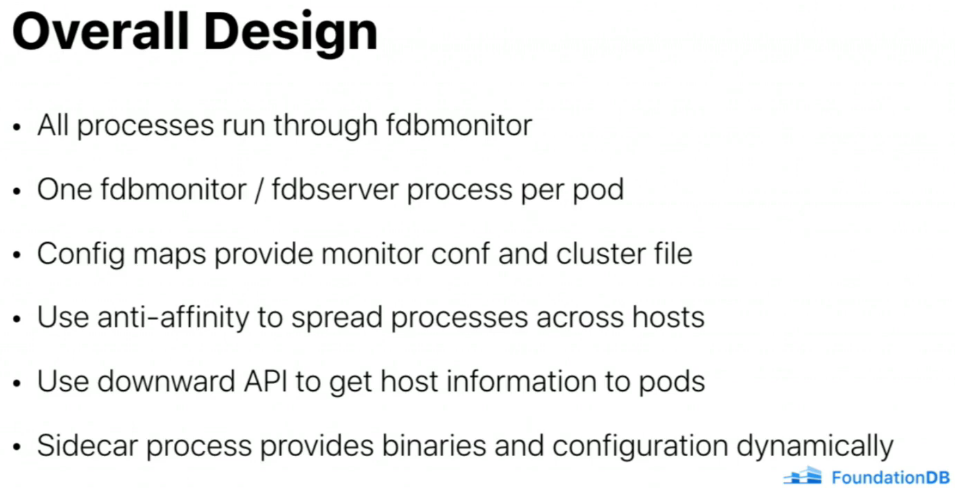 Overall Design
• All processes run through fdbmonitor
• One fdbmonitor / fdbserver process per pod
• Config maps provide monitor conf and cluster file
• Use anti-affinity to spread processes across hosts
• Use downward API to get host information to pods
• Sidecar process provides binaries and configuration dynamically
FoundationDB